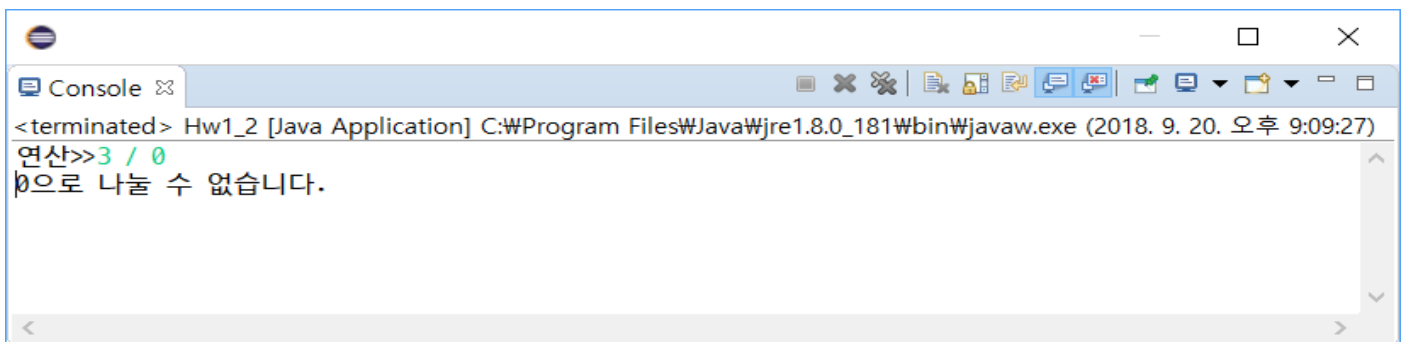 Console
<terminated> Hw1_2 [Java Application] C:₩Program Files₩Java₩jre1.8.0_181₩bin₩javaw.exe (2018. 9. 20. 오후 9:09:27)
연산>>3 / 0
0으로 나눌 수 없습니다.